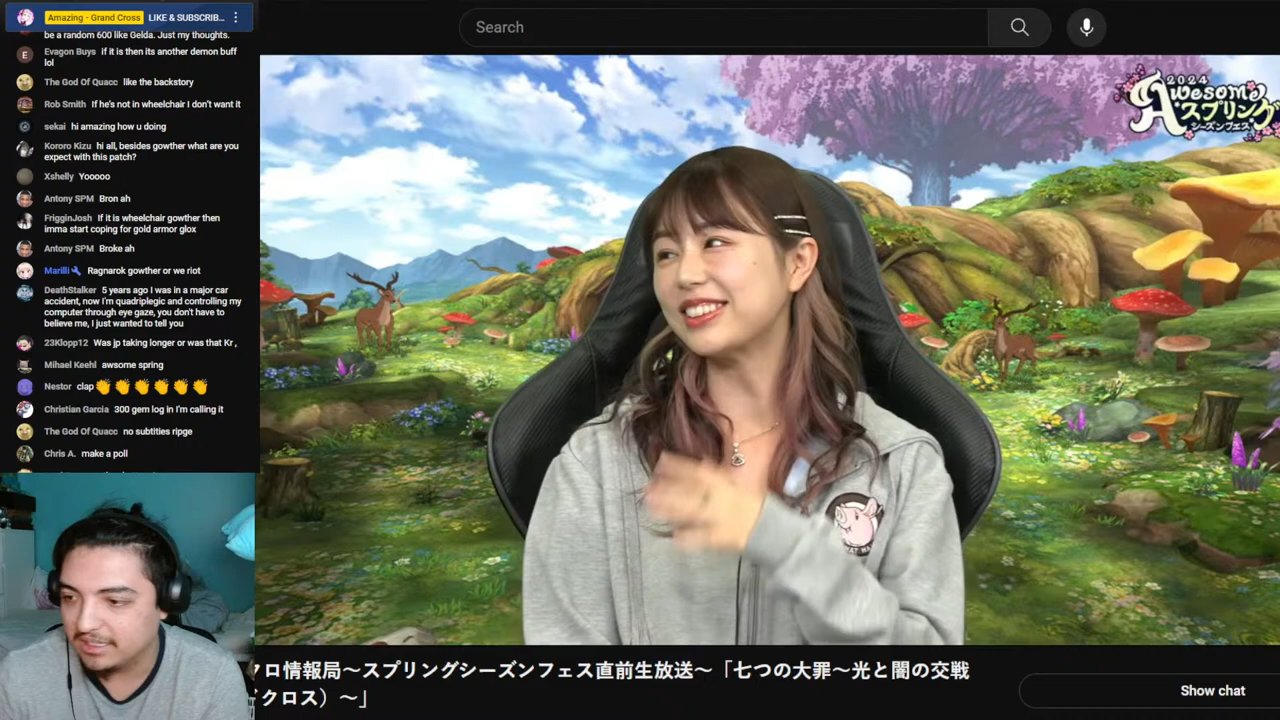 Amazing - Grand Cross LIKE & SUBSCRIB...
be a random 600 like Gelda. Just my thoughts.
Evagon Buys if it is then its another demon buff
lol
The God Of Quacc like the backstory
Rob Smith If he's not in wheelchair I don't want it
sekai hi amazing how u doing
Kororo Kizu hi all, besides gowther what are you
expect with this patch?
Xshelly Yooooo
Antony SPM Bron ah
FrigginJosh If it is wheelchair gowther then
imma start coping for gold armor glox
Antony SPM Broke ah
Marilli Ragnarok gowther or we riot
DeathStalker 5 years ago I was in a major car
accident, now I'm quadriplegic and controlling my
computer through eye gaze, you don't have to
believe me, I just wanted to tell you
23Klopp12 Was jp taking longer or was that Kr ,
Mihael Keehl awsome spring
Nestor clap 👏👏👏👏👏👏
Christian Garcia 300 gem log in I'm calling it
The God Of Quacc no subtities ripge
Chris A. make a poll
Search
2024
Awesome
スプリング
シーズンフェス
クロ情報局～スプリングシーズンフェス直前生放送～「七つの大罪～光と闇の交戦
クロス）～」
Show chat